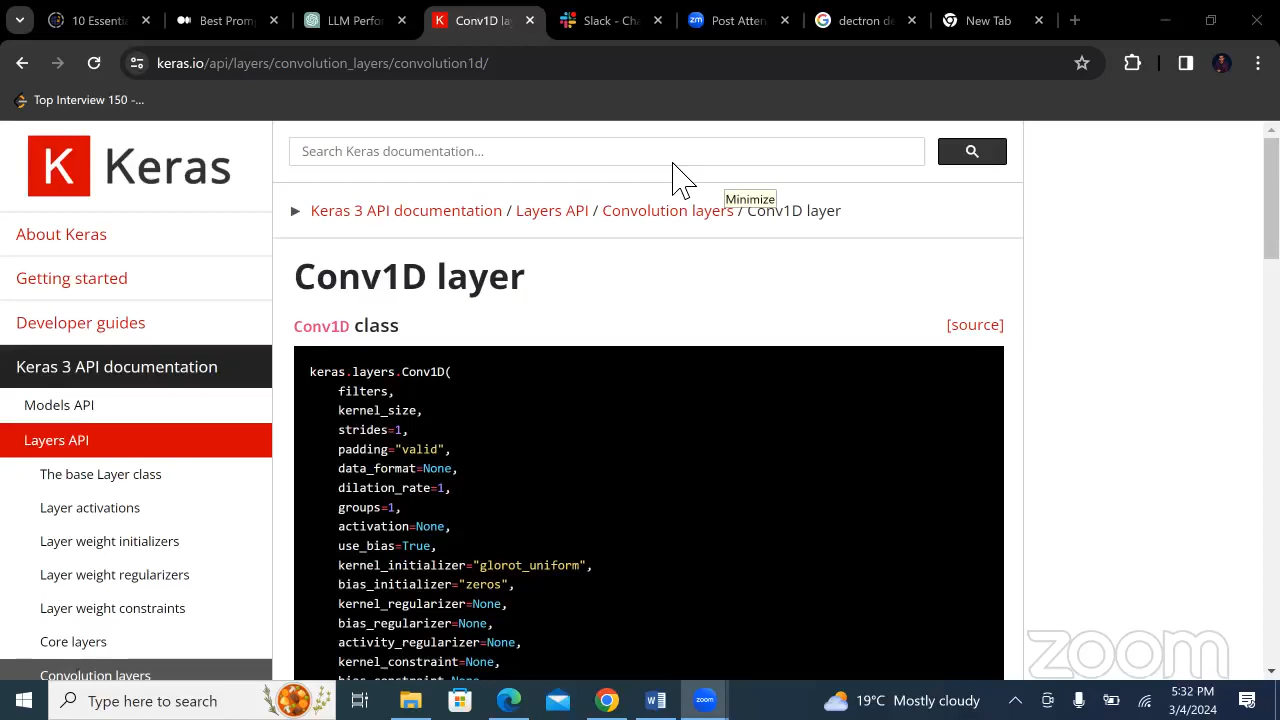 10 Essenti
Best Promp
LLM Perfo
Conv1D la
Slack - Cha
Post Atten
dectron de
New Tab
keras.io/api/layers/convolution_layers/convolution1d/
Top Interview 150 -...
K Keras
Search Keras documentation...
Minimize
▶ Keras 3 API documentation / Layers API / Convolution layers / Conv1D layer
About Keras
Getting started
Developer guides
Keras 3 API documentation
Models API
Layers API
The base Layer class
Layer activations
Layer weight initializers
Layer weight regularizers
Layer weight constraints
Core layers
Convolution layers
Conv1D layer
Conv1D class
[source]
keras.layers.Conv1D(
filters,
kernel_size,
strides=1,
padding="valid",
data_format=None,
dilation_rate=1,
groups=1,
activation=None,
use_bias=True,
kernel_initializer="glorot_uniform",
bias_initializer="zeros",
kernel_regularizer=None,
bias_regularizer=None,
activity_regularizer=None,
kernel_constraint=None,
bias_constraint=None,
zoom
Type here to search
zoom
19°C Mostly cloudy
5:32 PM
3/4/2024